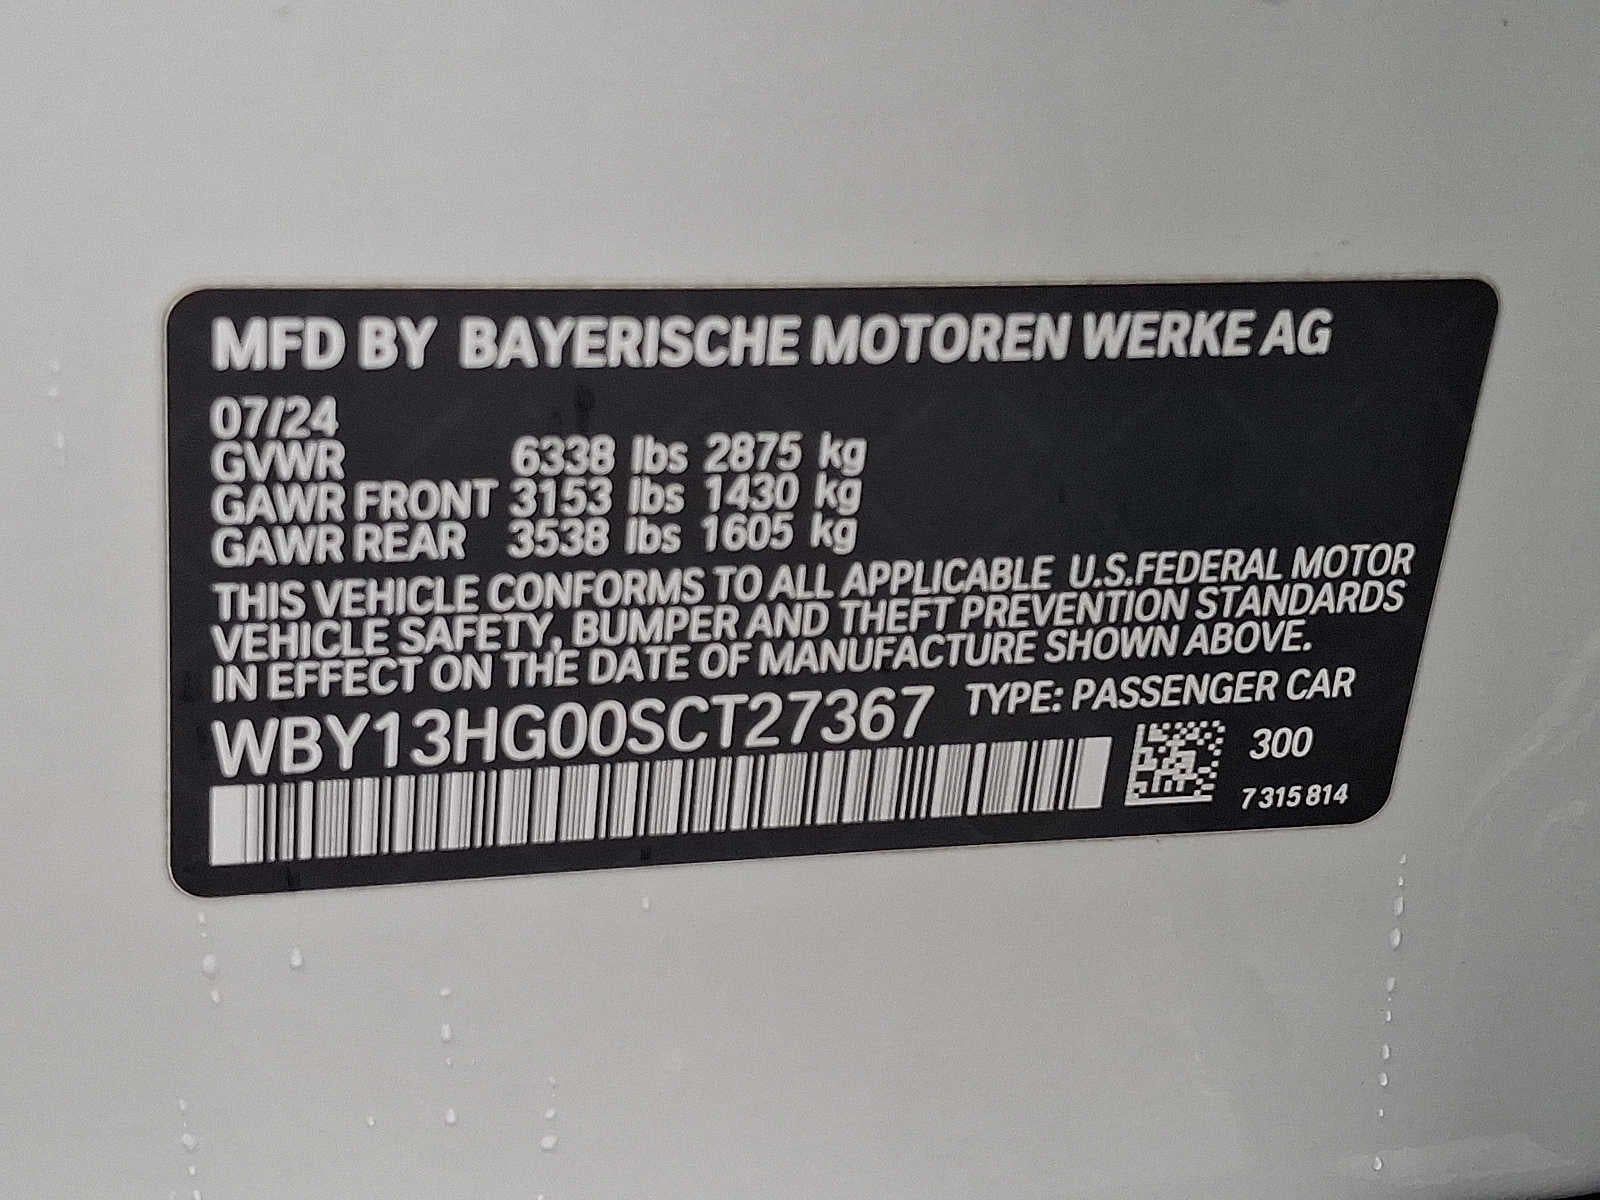 MFD BY BAYERISCHE MOTOREN WERKE AG
07/24
GVWR 6338 lbs 2875 kg
GAWR FRONT 3153 lbs 1430 kg
GAWR REAR 3538 lbs 1605 kg
THIS VEHICLE CONFORMS TO ALL APPLICABLE U.S.FEDERAL MOTOR
VEHICLE SAFETY, BUMPER AND THEFT PREVENTION STANDARDS
IN EFFECT ON THE DATE OF MANUFACTURE SHOWN ABOVE.
WBY13HG00SCT27367 TYPE: PASSENGER CAR
300
7 315 814